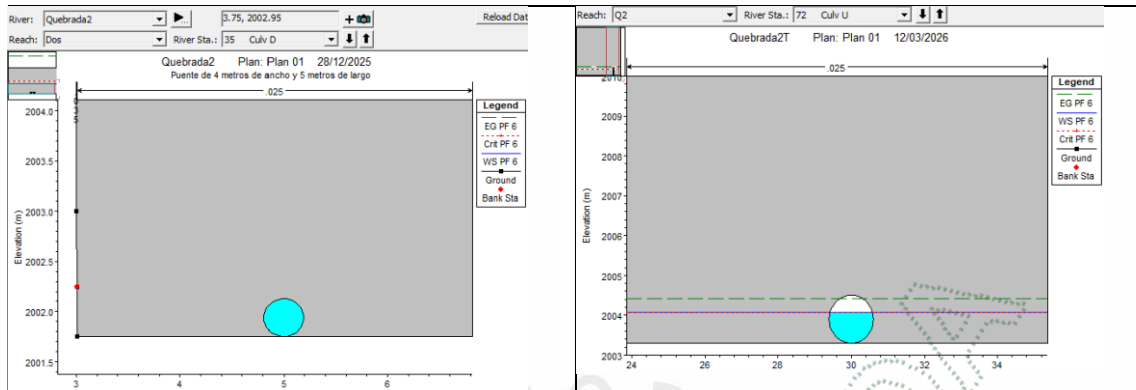 River: Quebrada2 ... 3.75, 2002.95 + Reload Dat
Reach: Dos River Sta.: 35 Culv D
Quebrada2 Plan: Plan 01 28/12/2025
Puente de 4 metros de ancho y 5 metros de largo
.025
.035
2004.0
2003.5
2003.0
2002.5
2002.0
2001.5
Elevation (m)
3 4 5 6
Legend
EG PF 6
Crit PF 6
WS PF 6
Ground
Bank Sta
Reach: Q2 River Sta.: 72 Culv U
Quebrada2T Plan: Plan 01 12/03/2026
.025
2010
2009
2008
2007
2006
2005
2004
2003
Elevation (m)
24 26 28 30 32 34
Legend
EG PF 6
WS PF 6
Crit PF 6
Ground
Bank Sta